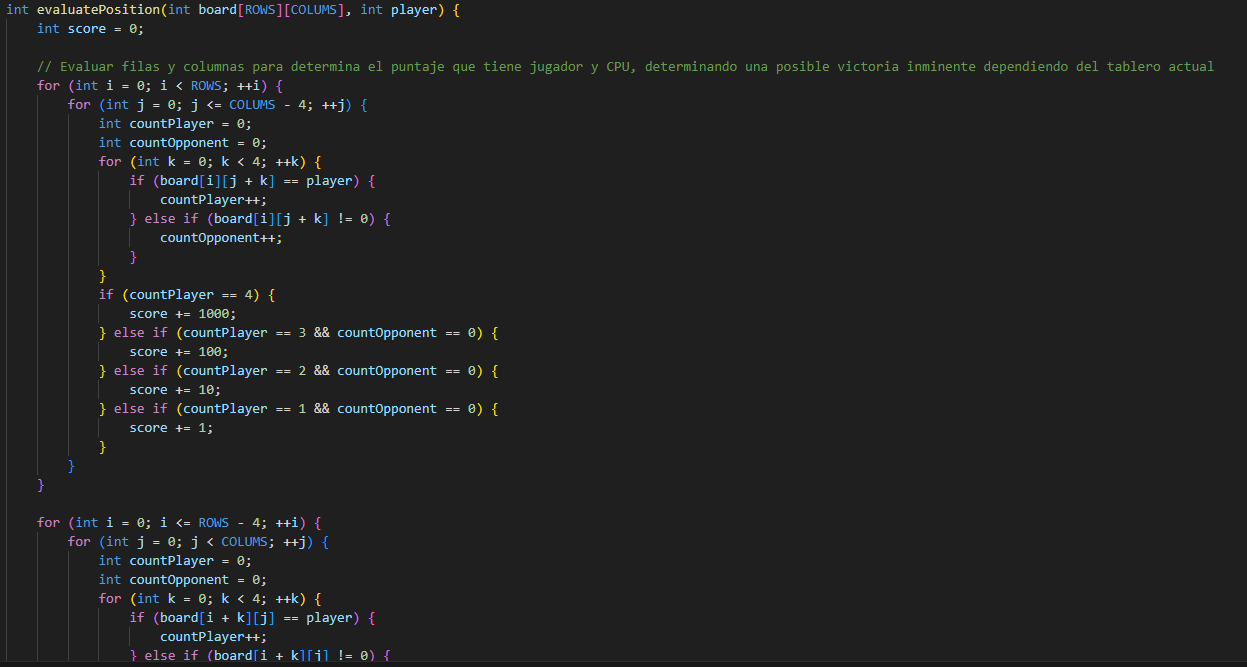 int evaluatePosition(int board[ROWS][COLUMS], int player) {
    int score = 0;

    // Evaluar filas y columnas para determina el puntaje que tiene jugador y CPU, determinando una posible victoria inminente dependiendo del tablero actual
    for (int i = 0; i < ROWS; ++i) {
        for (int j = 0; j <= COLUMS - 4; ++j) {
            int countPlayer = 0;
            int countOpponent = 0;
            for (int k = 0; k < 4; ++k) {
                if (board[i][j + k] == player) {
                    countPlayer++;
                } else if (board[i][j + k] != 0) {
                    countOpponent++;
                }
            }
            if (countPlayer == 4) {
                score += 1000;
            } else if (countPlayer == 3 && countOpponent == 0) {
                score += 100;
            } else if (countPlayer == 2 && countOpponent == 0) {
                score += 10;
            } else if (countPlayer == 1 && countOpponent == 0) {
                score += 1;
            }
        }
    }

    for (int i = 0; i <= ROWS - 4; ++i) {
        for (int j = 0; j < COLUMS; ++j) {
            int countPlayer = 0;
            int countOpponent = 0;
            for (int k = 0; k < 4; ++k) {
                if (board[i + k][j] == player) {
                    countPlayer++;
                } else if (board[i + k][j] != 0) {